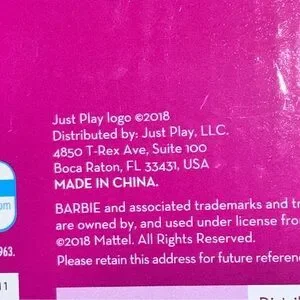 Just Play logo ©2018
Distributed by: Just Play, LLC.
4850 T-Rex Ave, Suite 100
Boca Raton, FL 33431, USA
MADE IN CHINA.
BARBIE and associated trademarks and
are owned by, and used under license
©2018 Mattel. All Rights Reserved.
Please retain this address for future
963.